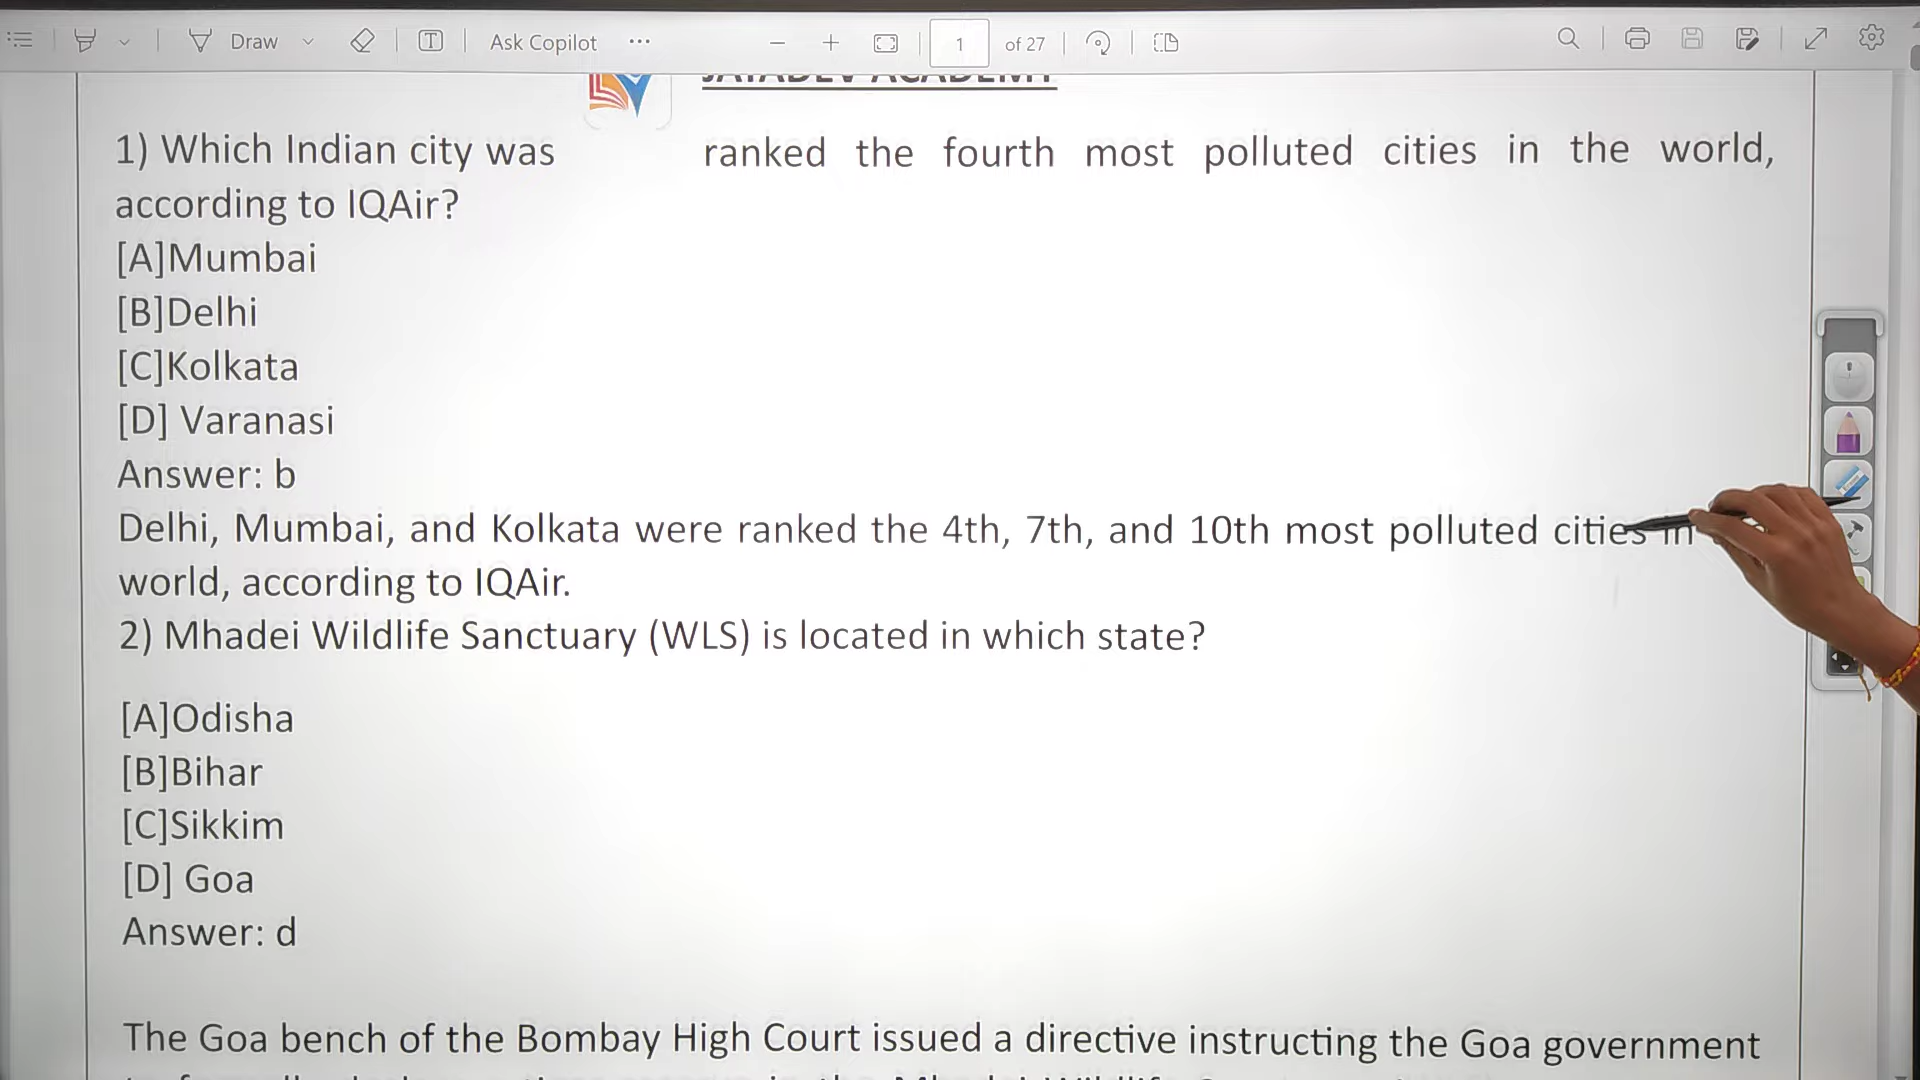 Draw
Ask Copilot
1 of 27
JAYADEV ACADEMY
1) Which Indian city was ranked the fourth most polluted cities in the world,
according to IQAir?
[A]Mumbai
[B]Delhi
[C]Kolkata
[D] Varanasi
Answer: b
Delhi, Mumbai, and Kolkata were ranked the 4th, 7th, and 10th most polluted cities in
world, according to IQAir.
2) Mhadei Wildlife Sanctuary (WLS) is located in which state?
[A]Odisha
[B]Bihar
[C]Sikkim
[D] Goa
Answer: d
The Goa bench of the Bombay High Court issued a directive instructing the Goa government